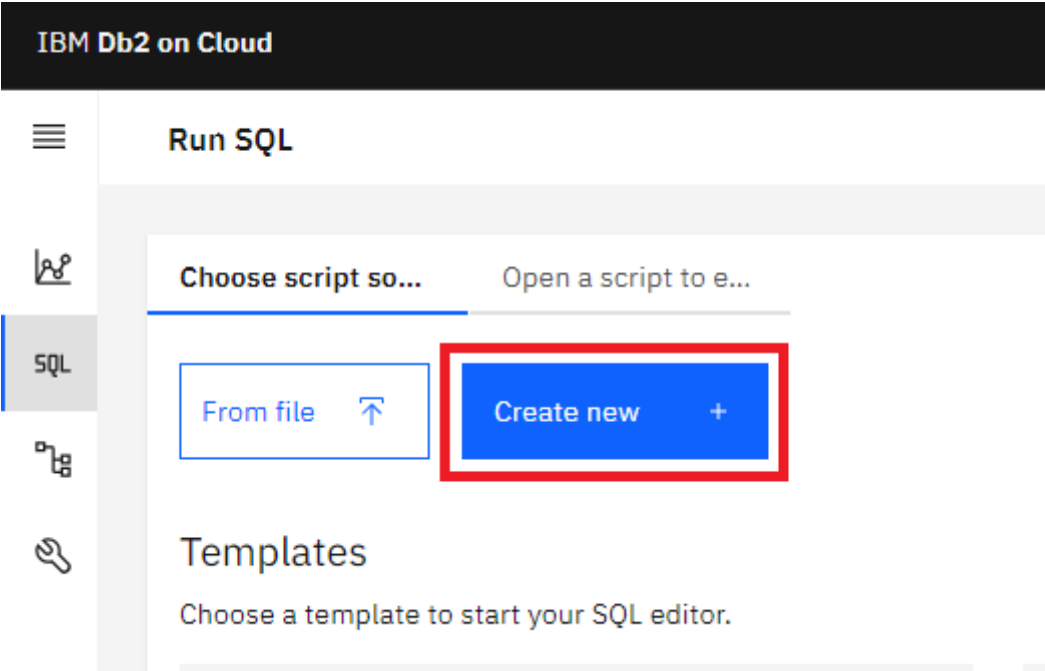 IBM Db2 on Cloud
Run SQL
Choose script so... Open a script to e...
SQL
From file Create new +
Templates
Choose a template to start your SQL editor.